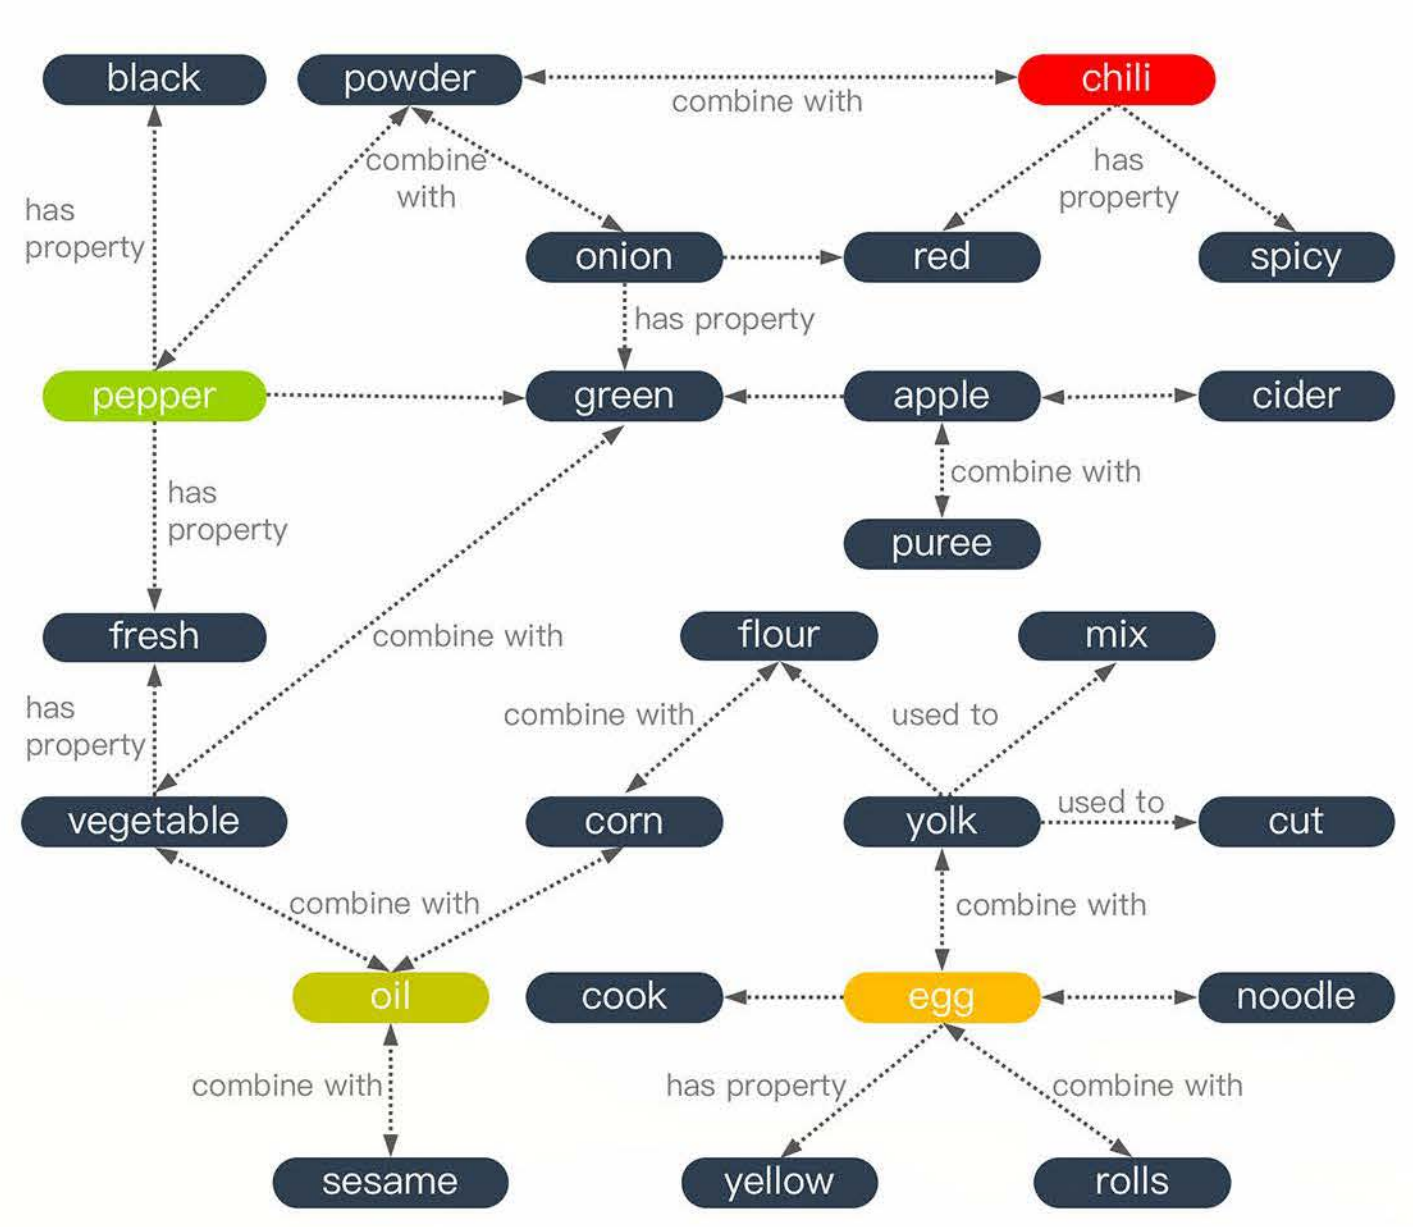 black
powder
chili
combine with
combine
with
has
property
has
property
onion
red
spicy
has property
pepper
green
apple
cider
combine with
has
property
puree
fresh
combine with
flour
mix
has
property
combine with
used to
vegetable
corn
yolk
used to
cut
combine with
combine with
oil
cook
egg
noodle
combine with
has property
combine with
sesame
yellow
rolls